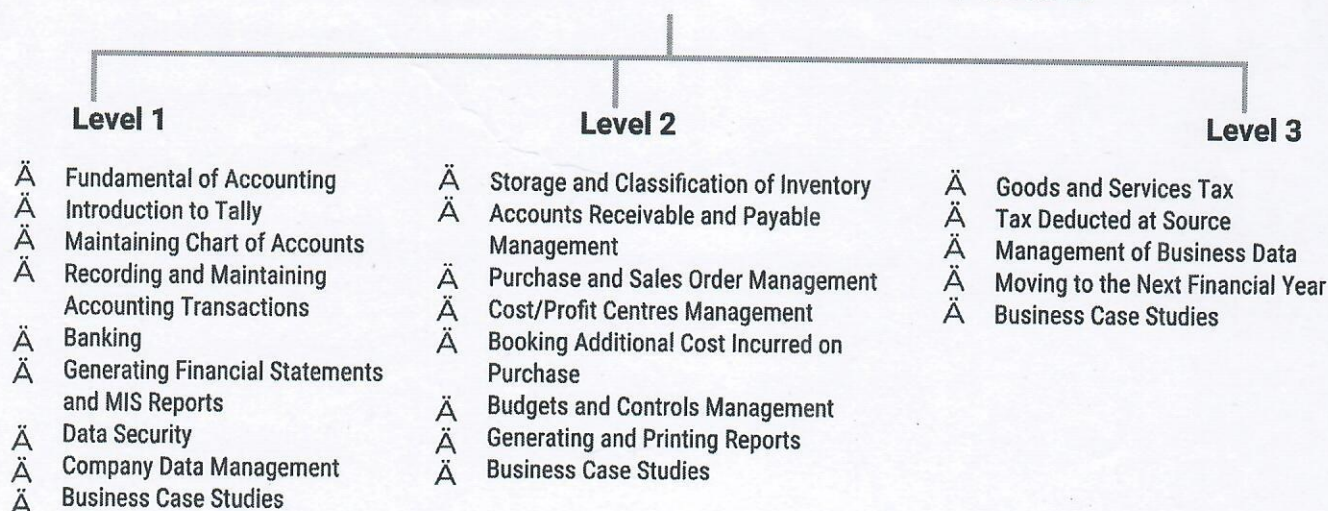 Level 1
Ä Fundamental of Accounting
Ä Introduction to Tally
Ä Maintaining Chart of Accounts
Ä Recording and Maintaining
Accounting Transactions
Ä Banking
Ä Generating Financial Statements
and MIS Reports
Ä Data Security
Ä Company Data Management
Ä Business Case Studies
Level 2
Ä Storage and Classification of Inventory
Ä Accounts Receivable and Payable
Management
Ä Purchase and Sales Order Management
Ä Cost/Profit Centres Management
Ä Booking Additional Cost Incurred on
Purchase
Ä Budgets and Controls Management
Ä Generating and Printing Reports
Ä Business Case Studies
Level 3
Ä Goods and Services Tax
Ä Tax Deducted at Source
Ä Management of Business Data
Ä Moving to the Next Financial Year
Ä Business Case Studies